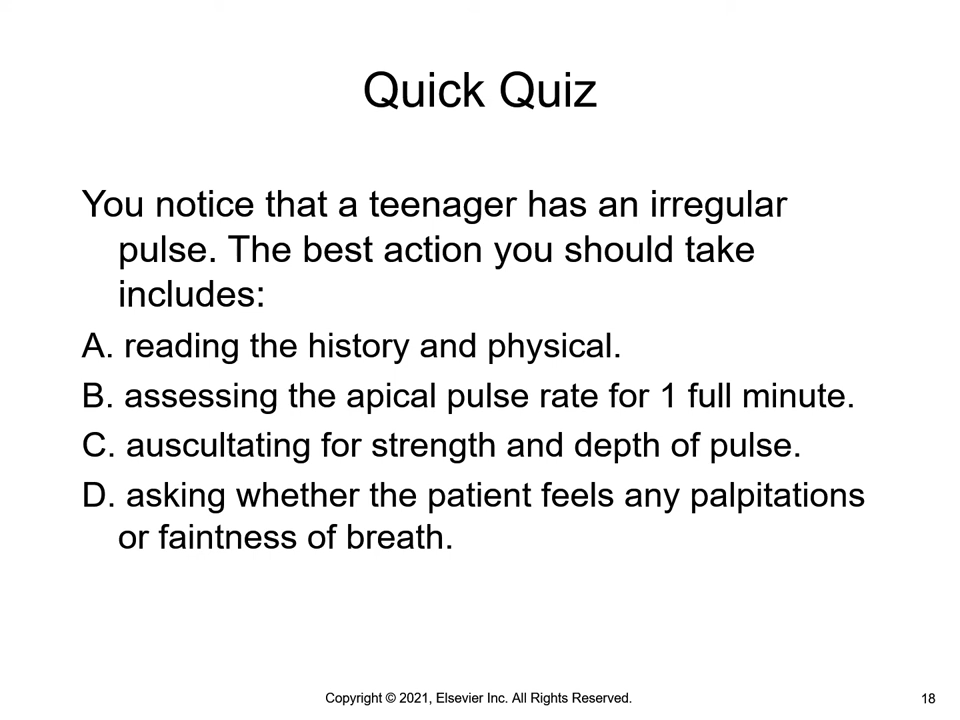 Quick Quiz
You notice that a teenager has an irregular
pulse. The best action you should take
includes:
A. reading the history and physical.
B. assessing the apical pulse rate for 1 full minute.
C. auscultating for strength and depth of pulse.
D. asking whether the patient feels any palpitations
or faintness of breath.
Copyright © 2021, Elsevier Inc. All Rights Reserved.
18